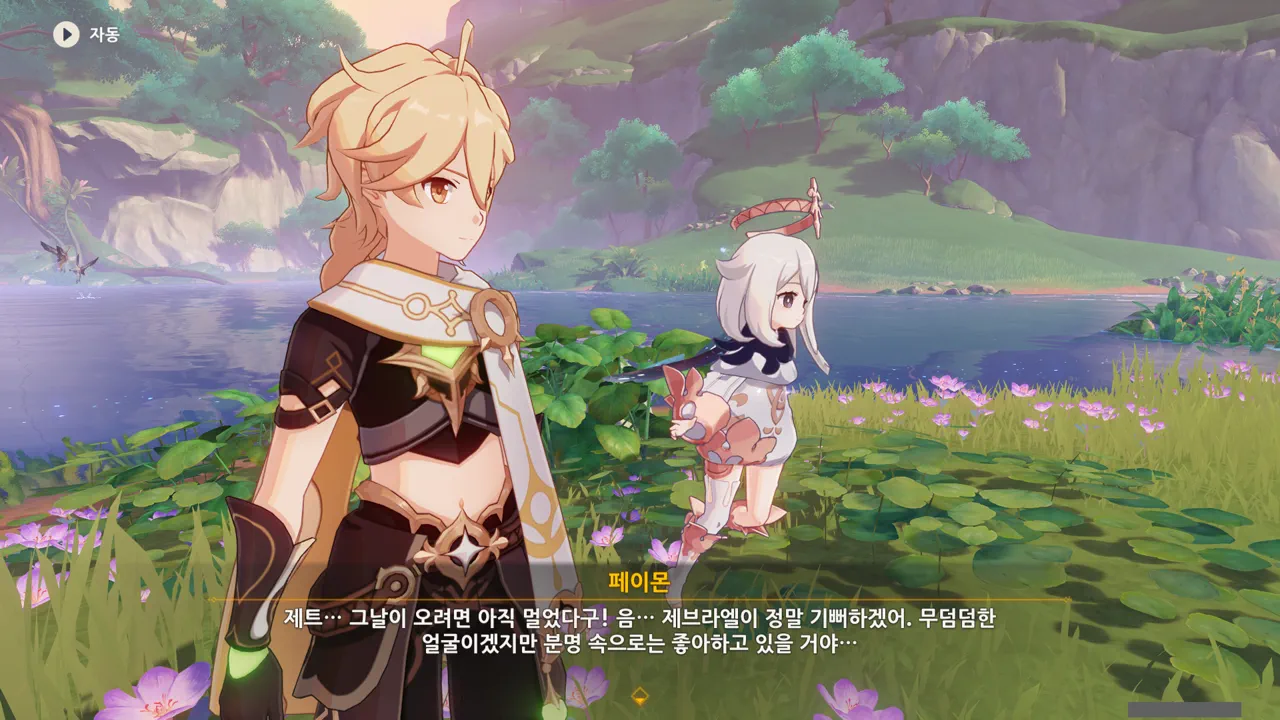 자동
페이몬
제트… 그날이 오려면 아직 멀었다구! 음… 제브라엘이 정말 기뻐하겠어. 무덤덤한
얼굴이겠지만 분명 속으로는 좋아하고 있을 거야…